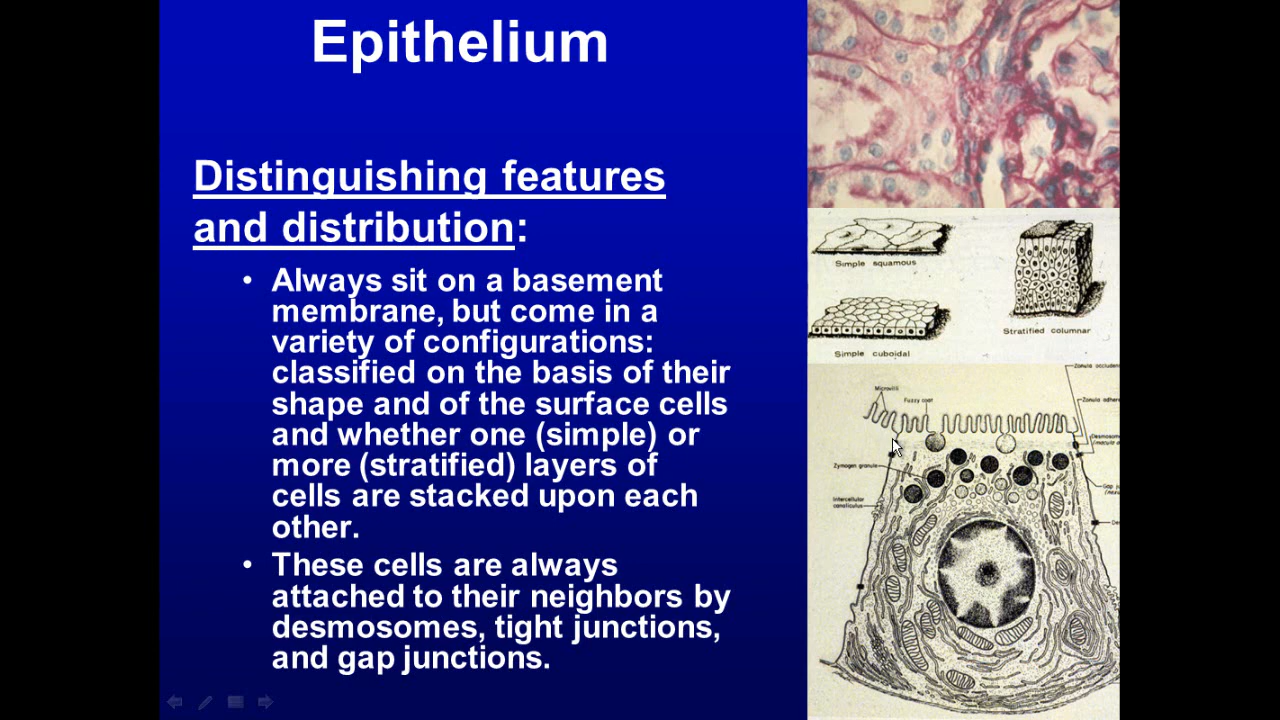 Epithelium
Distinguishing features
and distribution:
• Always sit on a basement
membrane, but come in a
variety of configurations:
classified on the basis of their
shape and of the surface cells
and whether one (simple) or
more (stratified) layers of
cells are stacked upon each
other.
• These cells are always
attached to their neighbors by
desmosomes, tight junctions,
and gap junctions.
Simple squamous
Simple cuboidal
Stratified columnar
Microvilli
Fuzzy coat
Zymogen granule
Intercellular
Zonula
Zonula
Gap